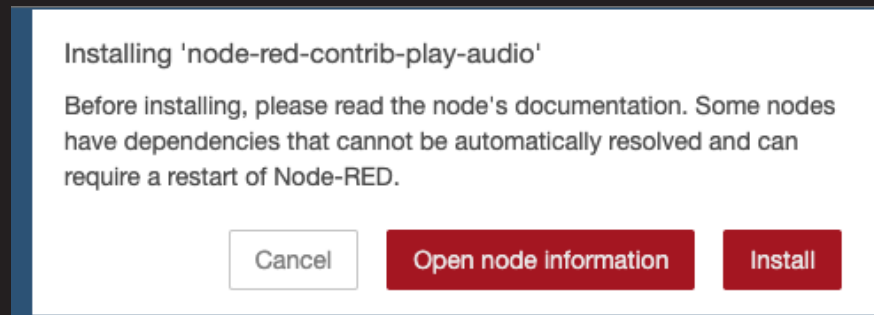 Installing 'node-red-contrib-play-audio'
Before installing, please read the node's documentation. Some nodes
have dependencies that cannot be automatically resolved and can
require a restart of Node-RED.
Cancel
Open node information
Install